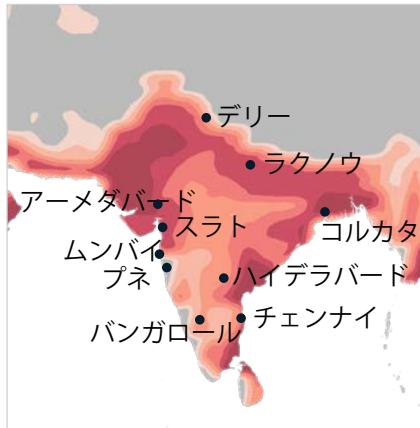 デリー
ラクノウ
アーメダバード
スラト
コルカタ
ムンバイ
プネ
ハイデラバード
チェンナイ
バンガロール